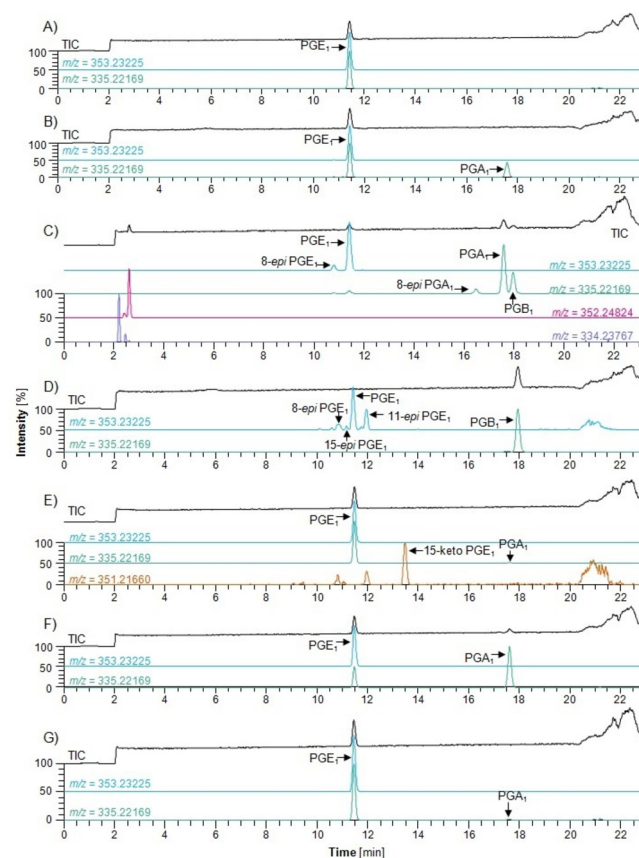 A)
TIC
PGE₁
100
m/z = 353.23225
50
m/z = 335.22169
0
0 2 4 6 8 10 12 14 16 18 20 22
B)
TIC
PGE₁
100
m/z = 353.23225
50
m/z = 335.22169
PGA₁
0
0 2 4 6 8 10 12 14 16 18 20 22
C)
TIC
PGE₁
PGA₁
8-epi PGE₁
m/z = 353.23225
8-epi PGA₁
100
m/z = 335.22169
PGB₁
50
m/z = 352.24824
0
m/z = 334.23767
0 2 4 6 8 10 12 14 16 18 20 22
Intensity [%]
D)
TIC
PGE₁
8-epi PGE₁
11-epi PGE₁
100
m/z = 353.23225
PGB₁
50
15-epi PGE₁
m/z = 335.22169
0
0 2 4 6 8 10 12 14 16 18 20 22
E)
TIC
PGE₁
100
m/z = 353.23225
PGA₁
50
m/z = 335.22169
15-keto PGE₁
0
m/z = 351.21660
0 2 4 6 8 10 12 14 16 18 20 22
F)
TIC
PGE₁
100
m/z = 353.23225
PGA₁
50
m/z = 335.22169
0
0 2 4 6 8 10 12 14 16 18 20 22
G)
TIC
PGE₁
100
m/z = 353.23225
50
m/z = 335.22169
PGA₁
0
0 2 4 6 8 10 12 14 16 18 20 22
Time [min]